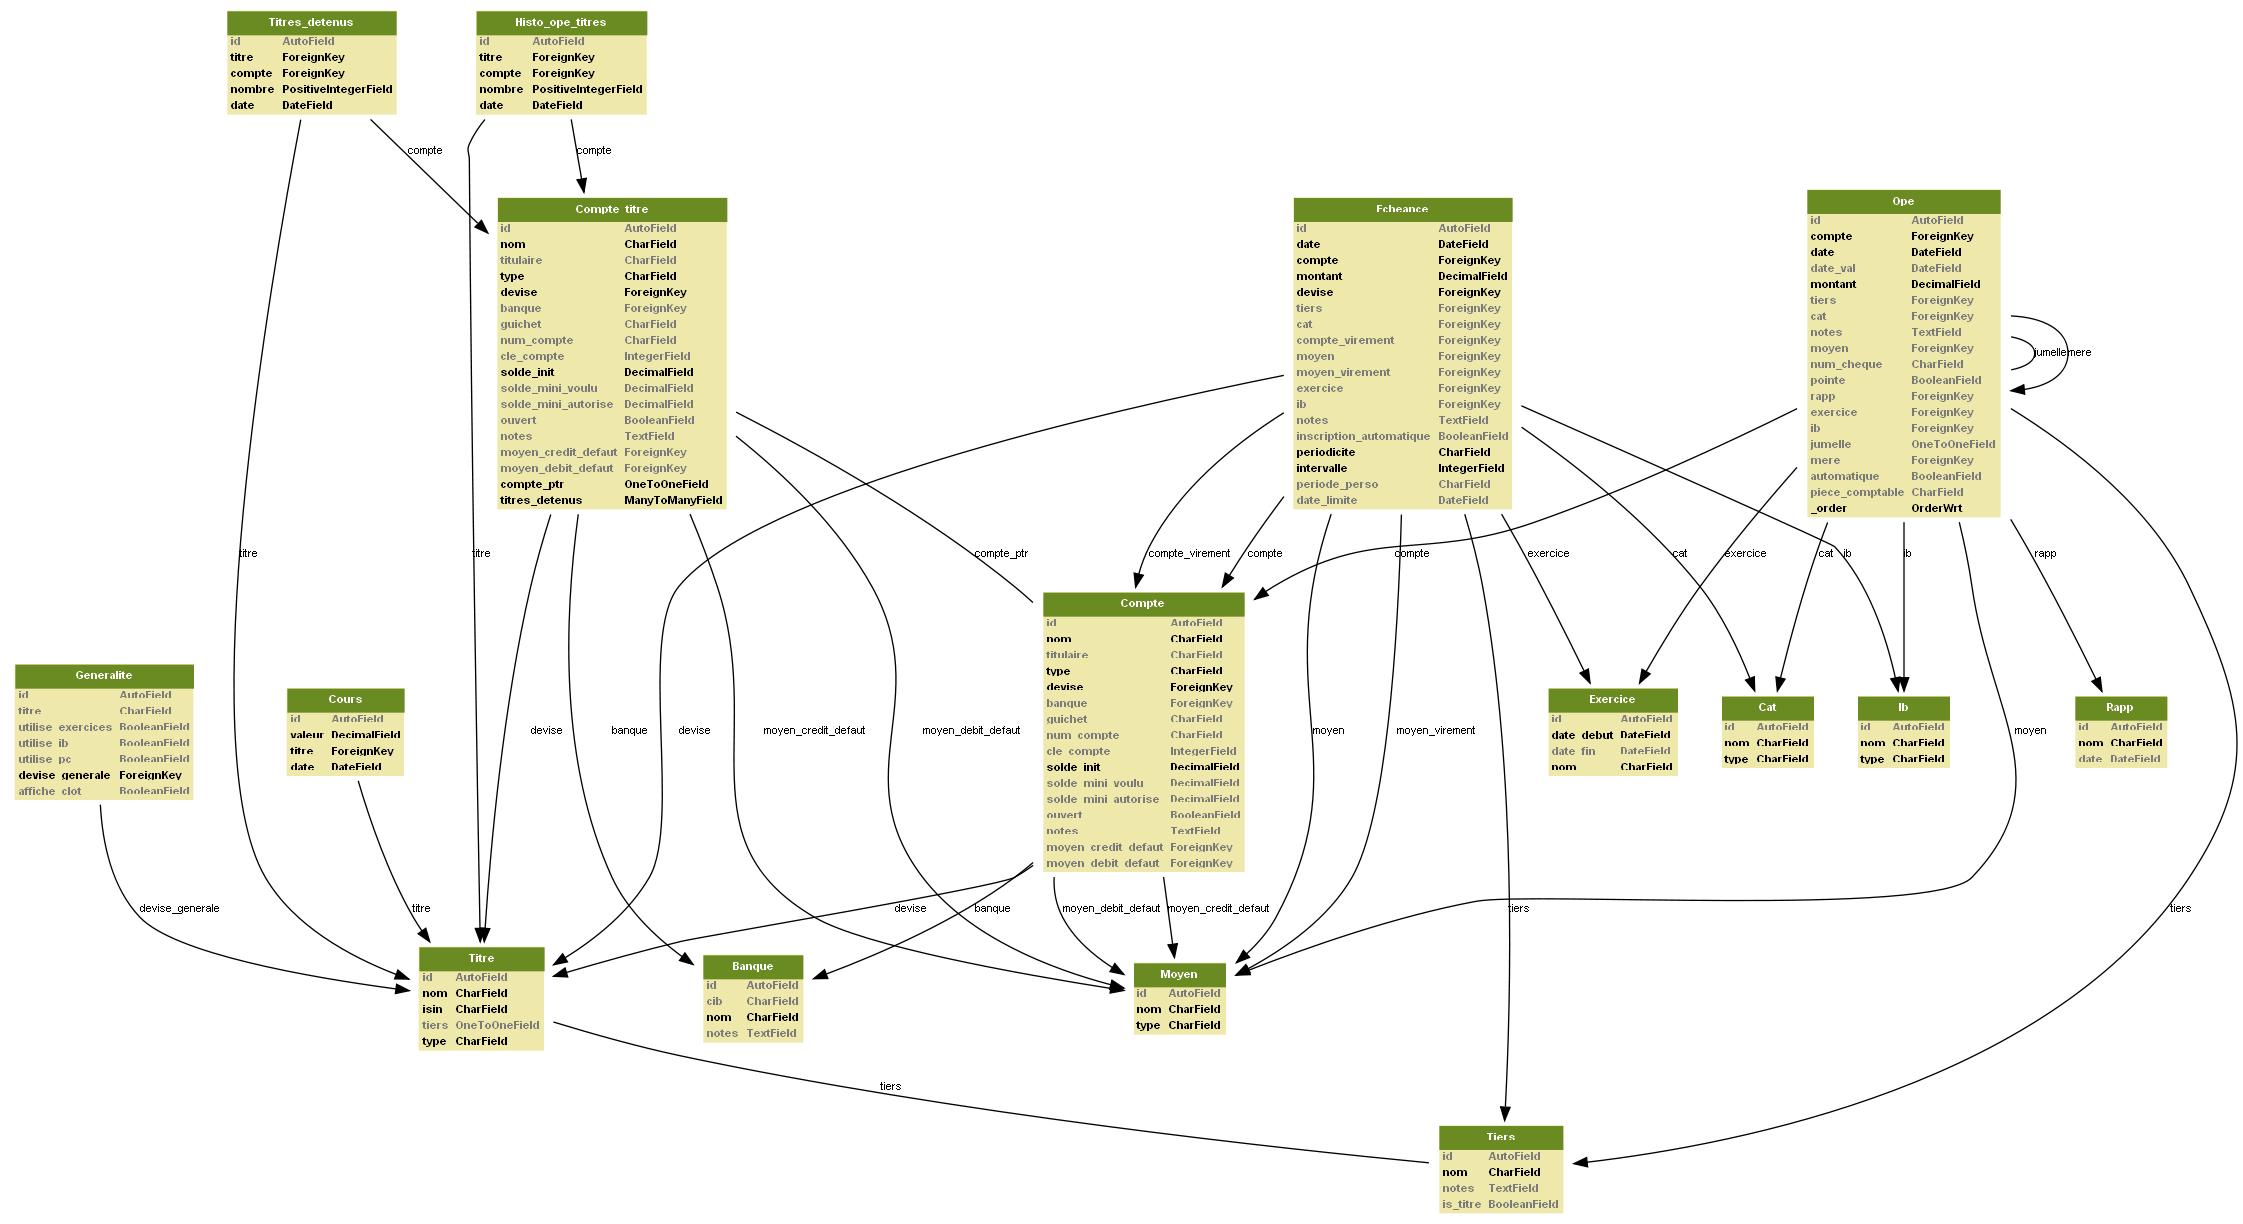 Titres_detenus
id AutoField
titre ForeignKey
compte ForeignKey
nombre PositiveIntegerField
date DateField
Histo_ope_titres
id AutoField
titre ForeignKey
compte ForeignKey
nombre PositiveIntegerField
date DateField
compte
compte
Compte_titre
id AutoField
nom CharField
titulaire CharField
type CharField
devise ForeignKey
banque ForeignKey
guichet CharField
num_compte CharField
cle_compte IntegerField
solde_init DecimalField
solde_mini_voulu DecimalField
solde_mini_autorise DecimalField
ouvert BooleanField
notes TextField
moyen_credit_defaut ForeignKey
moyen_debit_defaut ForeignKey
compte_ptr OneToOneField
titres_detenus ManyToManyField
Echeance
id AutoField
date DateField
compte ForeignKey
montant DecimalField
devise ForeignKey
tiers ForeignKey
cat ForeignKey
compte_virement ForeignKey
moyen ForeignKey
moyen_virement ForeignKey
exercice ForeignKey
ib ForeignKey
notes TextField
inscription_automatique BooleanField
periodicite CharField
intervalle IntegerField
periode_perso CharField
date_limite DateField
Ope
id AutoField
compte ForeignKey
date DateField
date_val DateField
montant DecimalField
tiers ForeignKey
cat ForeignKey
notes TextField
moyen ForeignKey
num_cheque CharField
pointe BooleanField
rapp ForeignKey
exercice ForeignKey
ib ForeignKey
jumelle OneToOneField
mere ForeignKey
automatique BooleanField
piece_comptable CharField
_order OrderWrt
jumelle
mere
titre
titre
compte_ptr
compte_virement
compte
compte
exercice
cat
exercice
cat
ib
ib
rapp
Compte
id AutoField
nom CharField
titulaire CharField
type CharField
devise ForeignKey
banque ForeignKey
guichet CharField
num_compte CharField
cle_compte IntegerField
solde_init DecimalField
solde_mini_voulu DecimalField
solde_mini_autorise DecimalField
ouvert BooleanField
notes TextField
moyen_credit_defaut ForeignKey
moyen_debit_defaut ForeignKey
Generalite
id AutoField
titre CharField
utilise_exercices BooleanField
utilise_ib BooleanField
utilise_pc BooleanField
devise_generale ForeignKey
affiche_clot BooleanField
Cours
id AutoField
valeur DecimalField
titre ForeignKey
date DateField
Exercice
id AutoField
date_debut DateField
date_fin DateField
nom CharField
Cat
id AutoField
nom CharField
type CharField
Ib
id AutoField
nom CharField
type CharField
Rapp
id AutoField
nom CharField
date DateField
devise
banque
devise
moyen_credit_defaut
moyen_debit_defaut
moyen
moyen_virement
moyen
devise_generale
titre
devise
banque
moyen_debit_defaut
moyen_credit_defaut
tiers
tiers
Titre
id AutoField
nom CharField
isin CharField
tiers OneToOneField
type CharField
Banque
id AutoField
cib CharField
nom CharField
notes TextField
Moyen
id AutoField
nom CharField
type CharField
tiers
Tiers
id AutoField
nom CharField
notes TextField
is_titre BooleanField